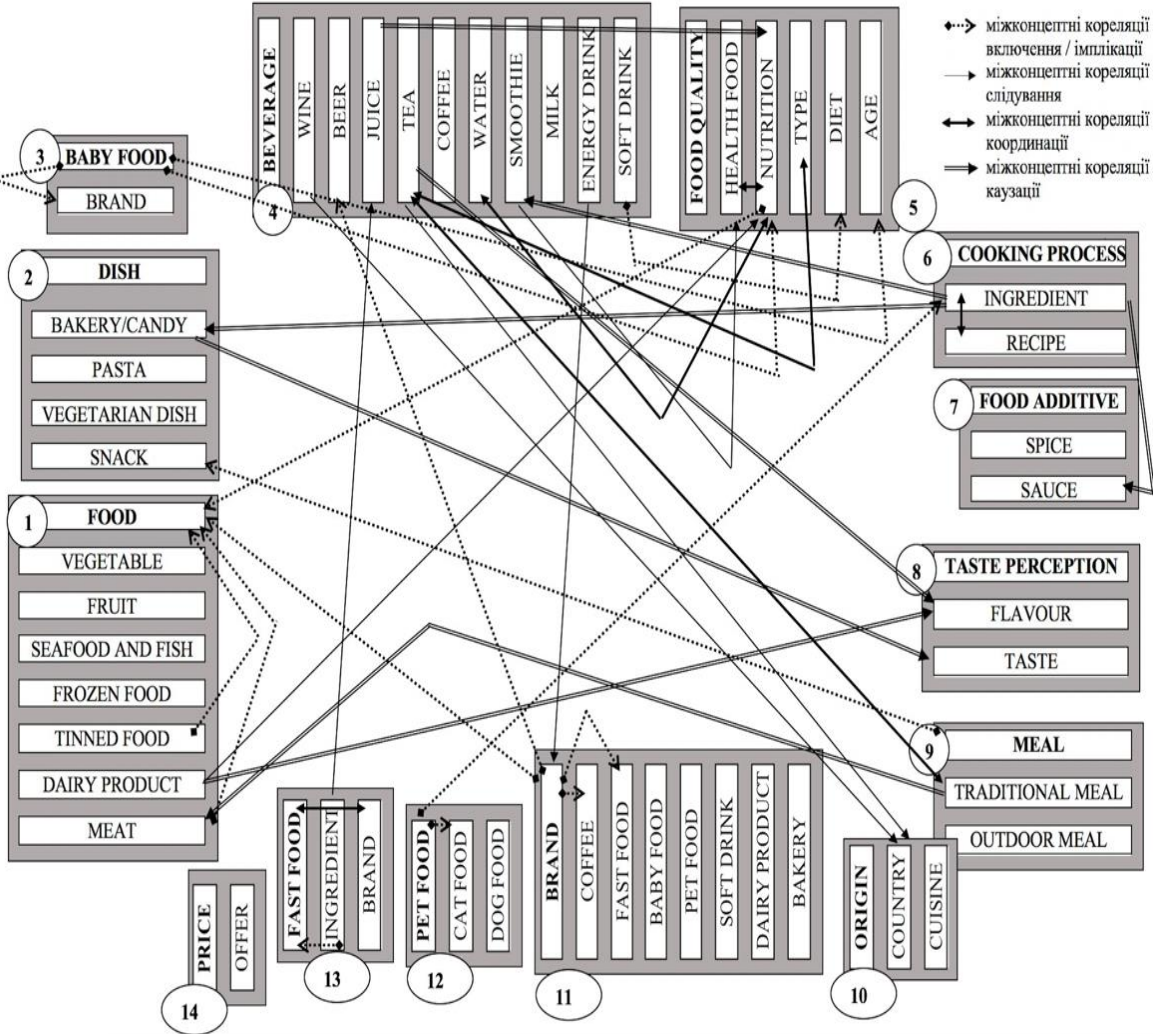 BEVERAGE
WINE
BEER
JUICE
TEA
COFFEE
WATER
SMOOTHIE
MILK
ENERGY DRINK
SOFT DRINK
4
FOOD QUALITY
HEALTH FOOD
NUTRITION
TYPE
DIET
AGE
5
міжконцептні кореляції
включення / імплікації
міжконцептні кореляції
слідування
міжконцептні кореляції
координації
міжконцептні кореляції
каузації
3
BABY FOOD
BRAND
2
DISH
BAKERY/CANDY
PASTA
VEGETARIAN DISH
SNACK
6
COOKING PROCESS
INGREDIENT
RECIPE
7
FOOD ADDITIVE
SPICE
SAUCE
1
FOOD
VEGETABLE
FRUIT
SEAFOOD AND FISH
FROZEN FOOD
TINNED FOOD
DAIRY PRODUCT
MEAT
8
TASTE PERCEPTION
FLAVOUR
TASTE
9
MEAL
TRADITIONAL MEAL
OUTDOOR MEAL
PRICE
OFFER
14
FAST FOOD
INGREDIENT
BRAND
13
PET FOOD
CAT FOOD
DOG FOOD
12
BRAND
COFFEE
FAST FOOD
BABY FOOD
PET FOOD
SOFT DRINK
DAIRY PRODUCT
BAKERY
11
ORIGIN
COUNTRY
CUISINE
10